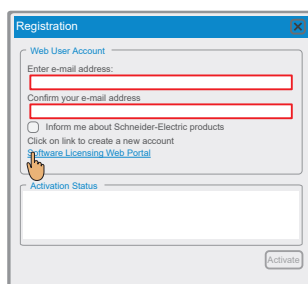 Registration
Web User Account
Enter e-mail address:
Confirm your e-mail address
Inform me about Schneider-Electric products
Click on link to create a new account
Software Licensing Web Portal
Activation Status
Activate